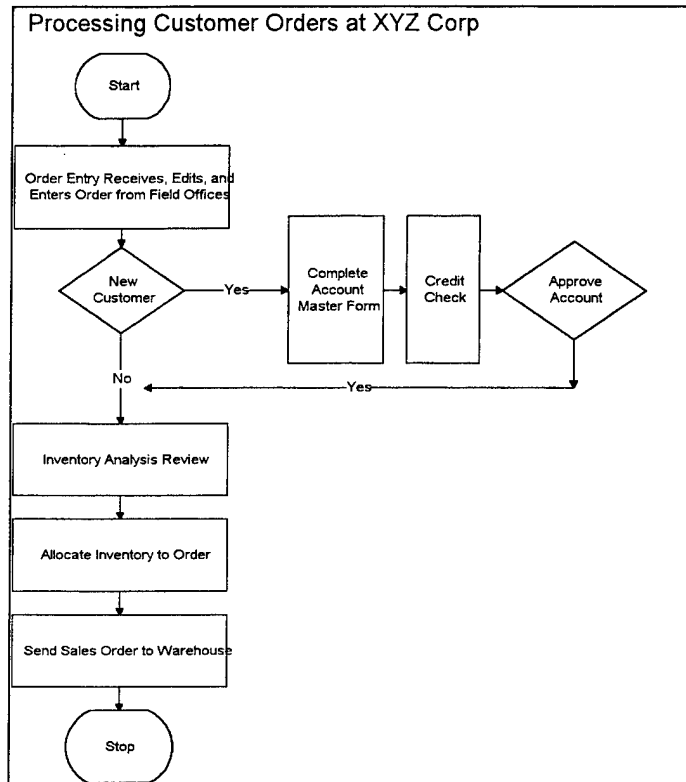 Processing Customer Orders at XYZ Corp
Start
Order Entry Receives, Edits, and
Enters Order from Field Offices
New
Customer
Yes
Complete
Account
Master Form
Credit
Check
Approve
Account
No
Yes
Inventory Analysis Review
Allocate Inventory to Order
Send Sales Order to Warehouse
Stop